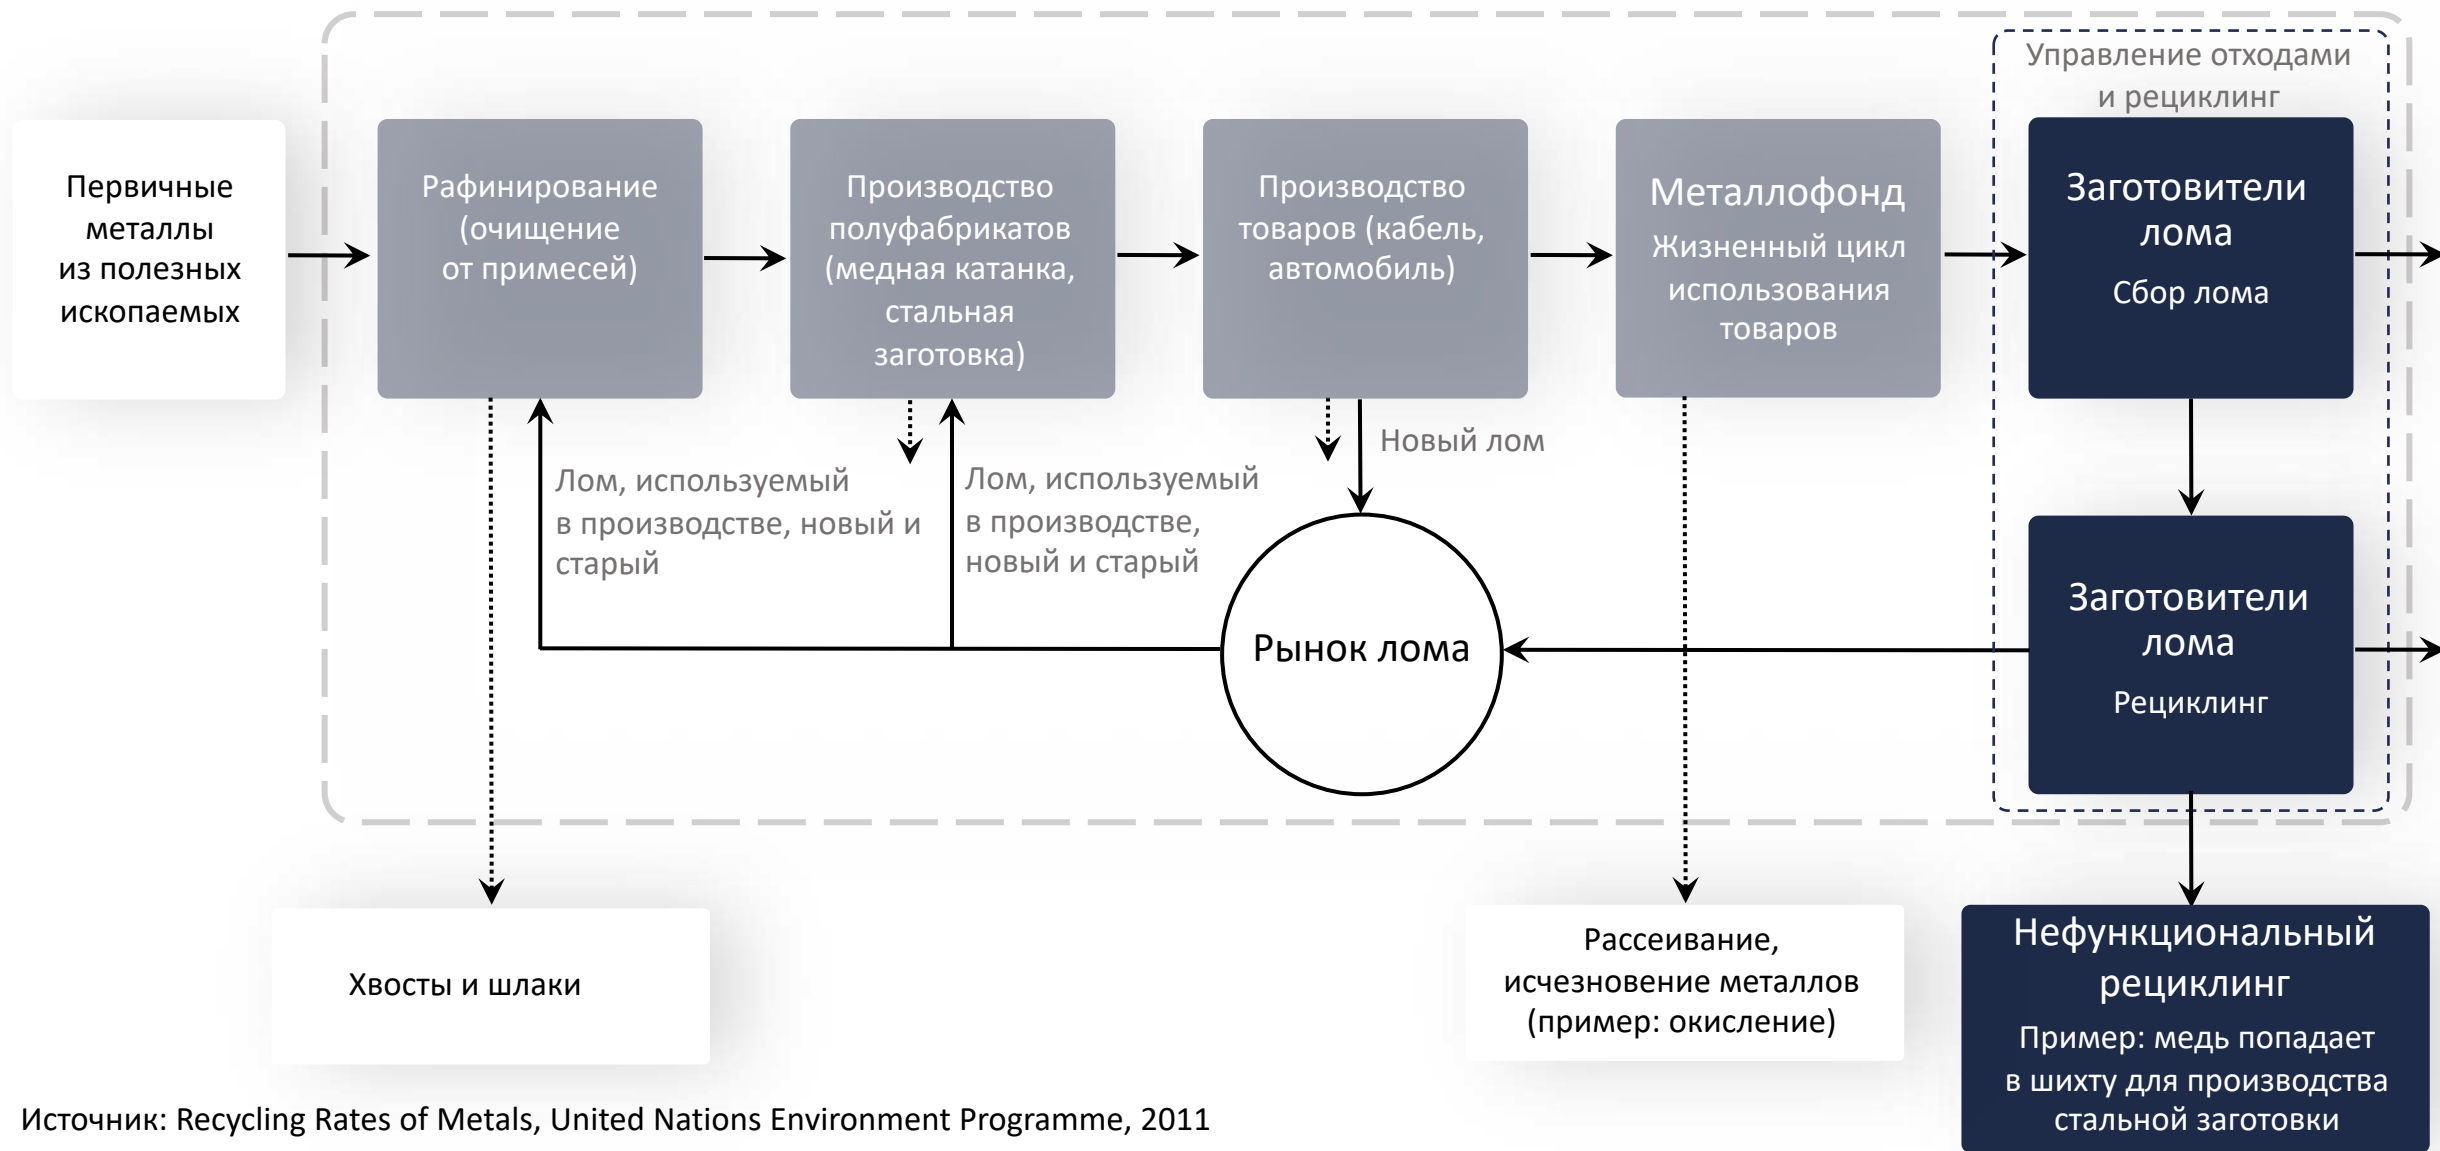 Управление отходами
и рециклинг
Первичные
металлы
из полезных
ископаемых
Рафинирование
(очищение
от примесей)
Производство
полуфабрикатов
(медная катанка,
стальная
заготовка)
Производство
товаров (кабель,
автомобиль)
Металлофонд
Жизненный цикл
использования
товаров
Заготовители
лома
Сбор лома
Лом, используемый
в производстве, новый и
старый
Лом, используемый
в производстве,
новый и старый
Новый лом
Рынок лома
Заготовители
лома
Рециклинг
Хвосты и шлаки
Рассеивание,
исчезновение металлов
(пример: окисление)
Нефункциональный
рециклинг
Пример: медь попадает
в шихту для производства
стальной заготовки
Источник: Recycling Rates of Metals, United Nations Environment Programme, 2011